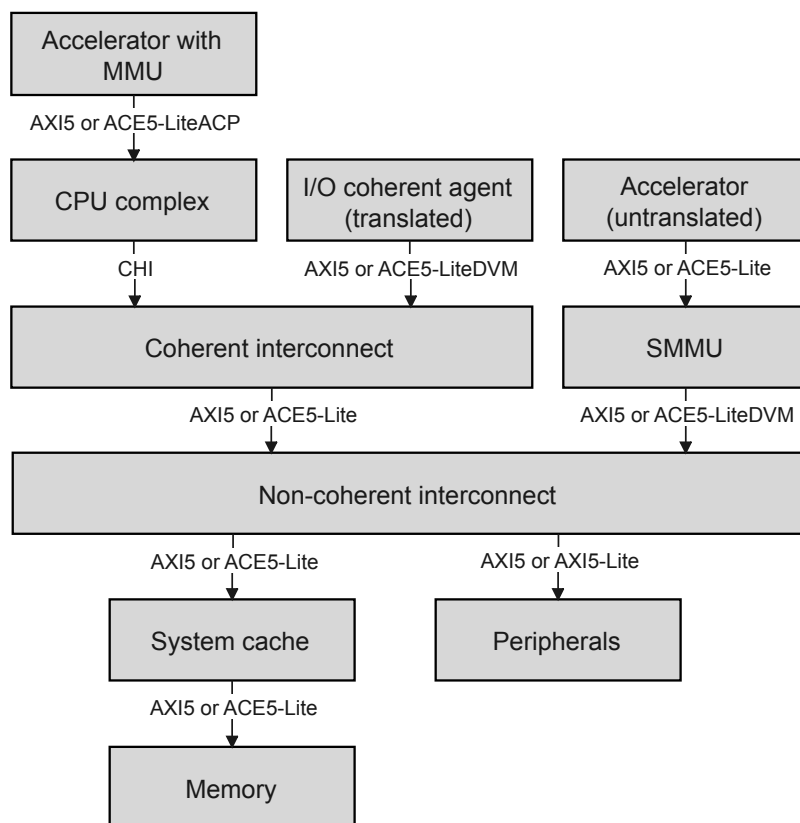 Accelerator with
MMU
AXI5 or ACE5-LiteACP
CPU complex
I/O coherent agent
(translated)
Accelerator
(untranslated)
CHI
AXI5 or ACE5-LiteDVM
AXI5 or ACE5-Lite
Coherent interconnect
SMMU
AXI5 or ACE5-Lite
AXI5 or ACE5-LiteDVM
Non-coherent interconnect
AXI5 or ACE5-Lite
AXI5 or AXI5-Lite
System cache
Peripherals
AXI5 or ACE5-Lite
Memory